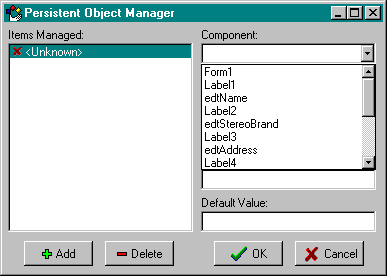 Persistent Object Manager
Items Managed:
Component:
<Unknown>
Form1
Label1
edtName
Label2
edtStereoBrand
Label3
edtAddress
Label4
Default Value:
Add
Delete
OK
Cancel